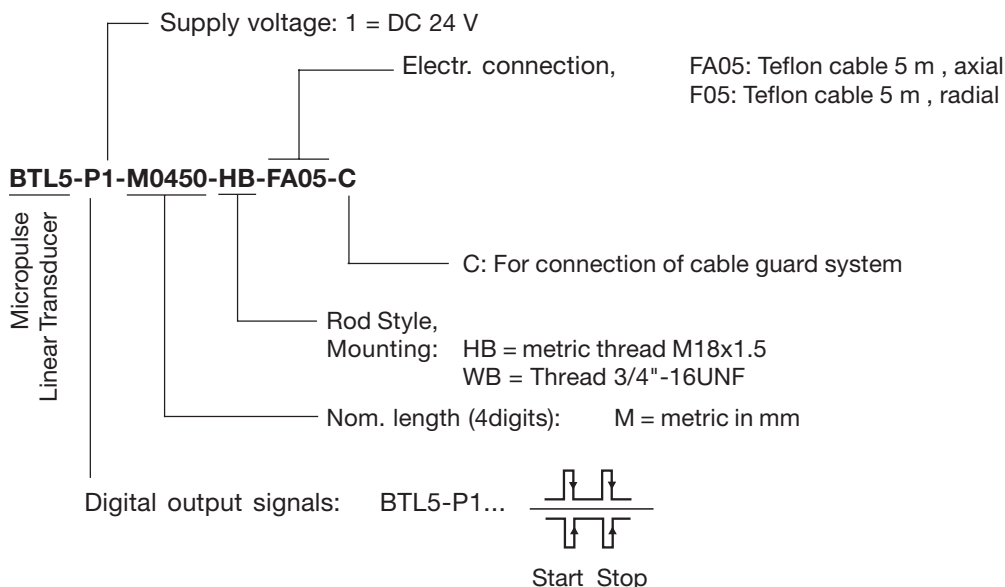 Supply voltage: 1 = DC 24 V
Electr. connection, FA05: Teflon cable 5 m , axial
F05: Teflon cable 5 m , radial
BTL5-P1-M0450-HB-FA05-C
Micropulse
Linear Transducer
C: For connection of cable guard system
Rod Style,
Mounting: HB = metric thread M18x1.5
WB = Thread 3/4"-16UNF
Nom. length (4digits): M = metric in mm
Digital output signals: BTL5-P1...
Start Stop